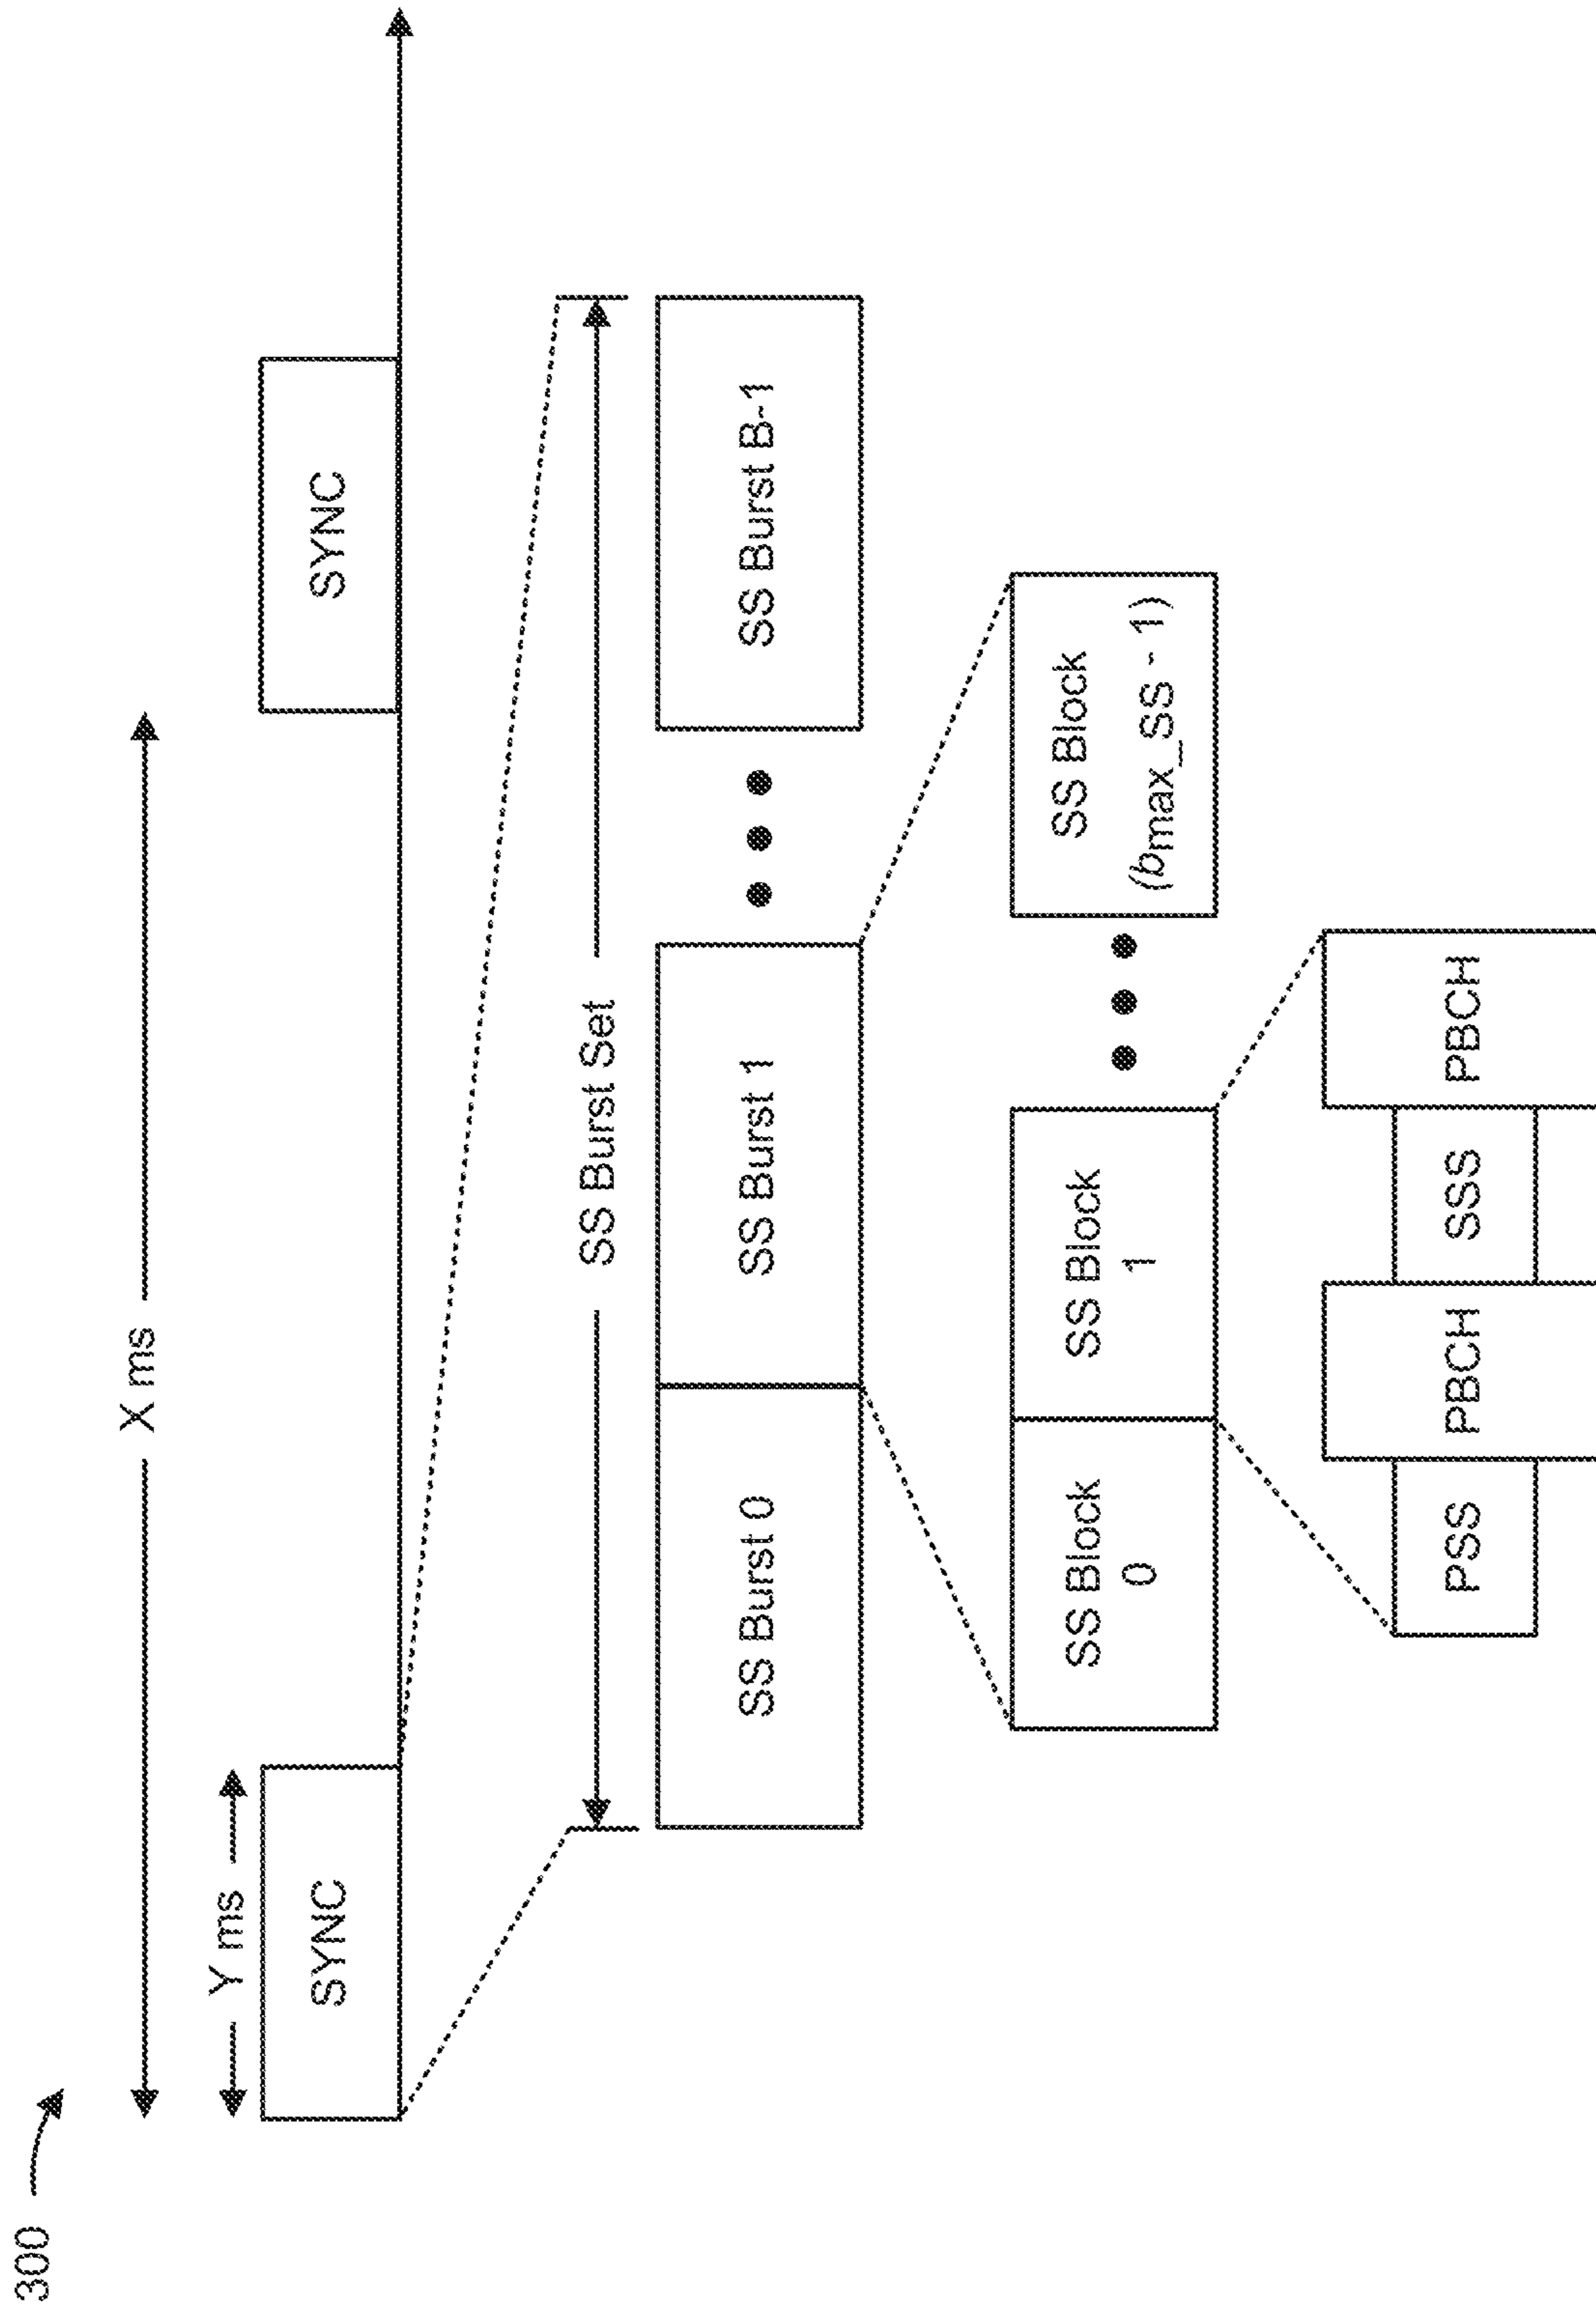 300
X ms
Y ms
SYNC
SYNC
SS Burst Set
SS Burst 0
SS Burst 1
SS Burst B-1
SS Block
0
SS Block
1
SS Block
(bmax_SS - 1)
PSS
PBCH
SSS
PBCH